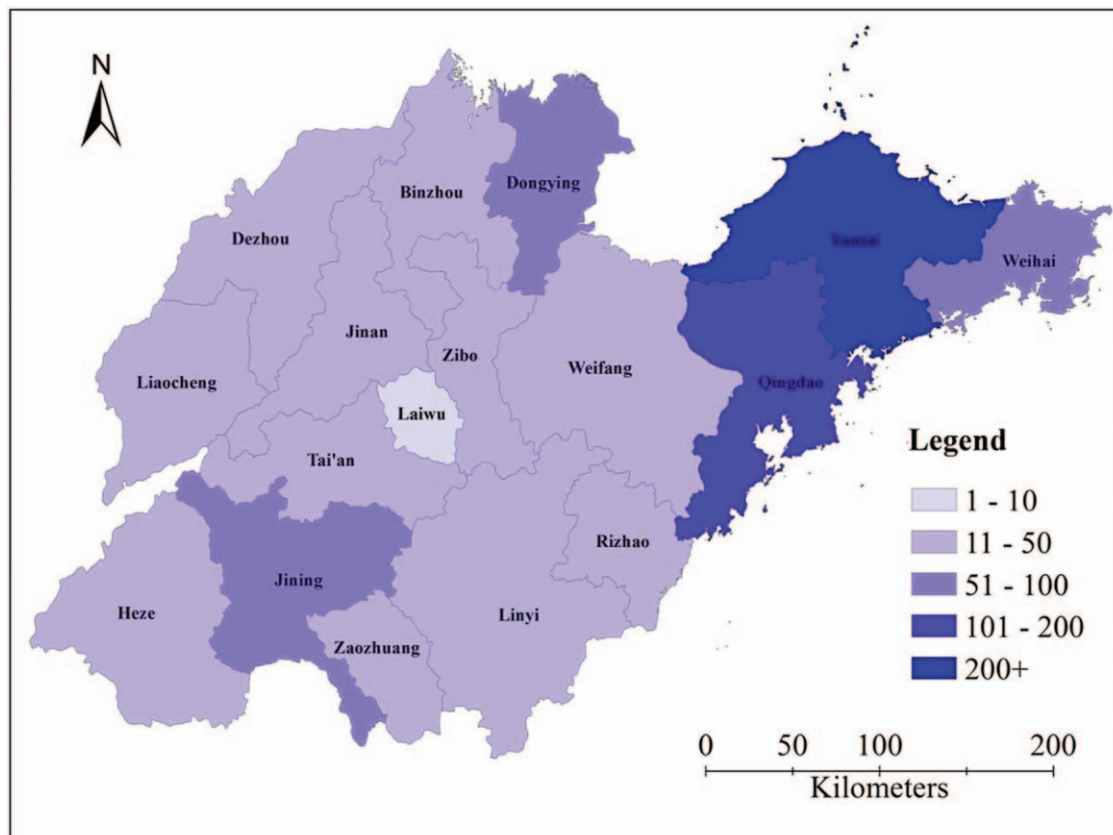 N
Binzhou
Dongying
Dezhou
Yantai
Weihai
Jinan
Zibo
Weifang
Liaocheng
Qingdao
Laiwu
Tai'an
Rizhao
Jining
Heze
Linyi
Zaozhuang
Legend
1 - 10
11 - 50
51 - 100
101 - 200
200+
0 50 100 200
Kilometers